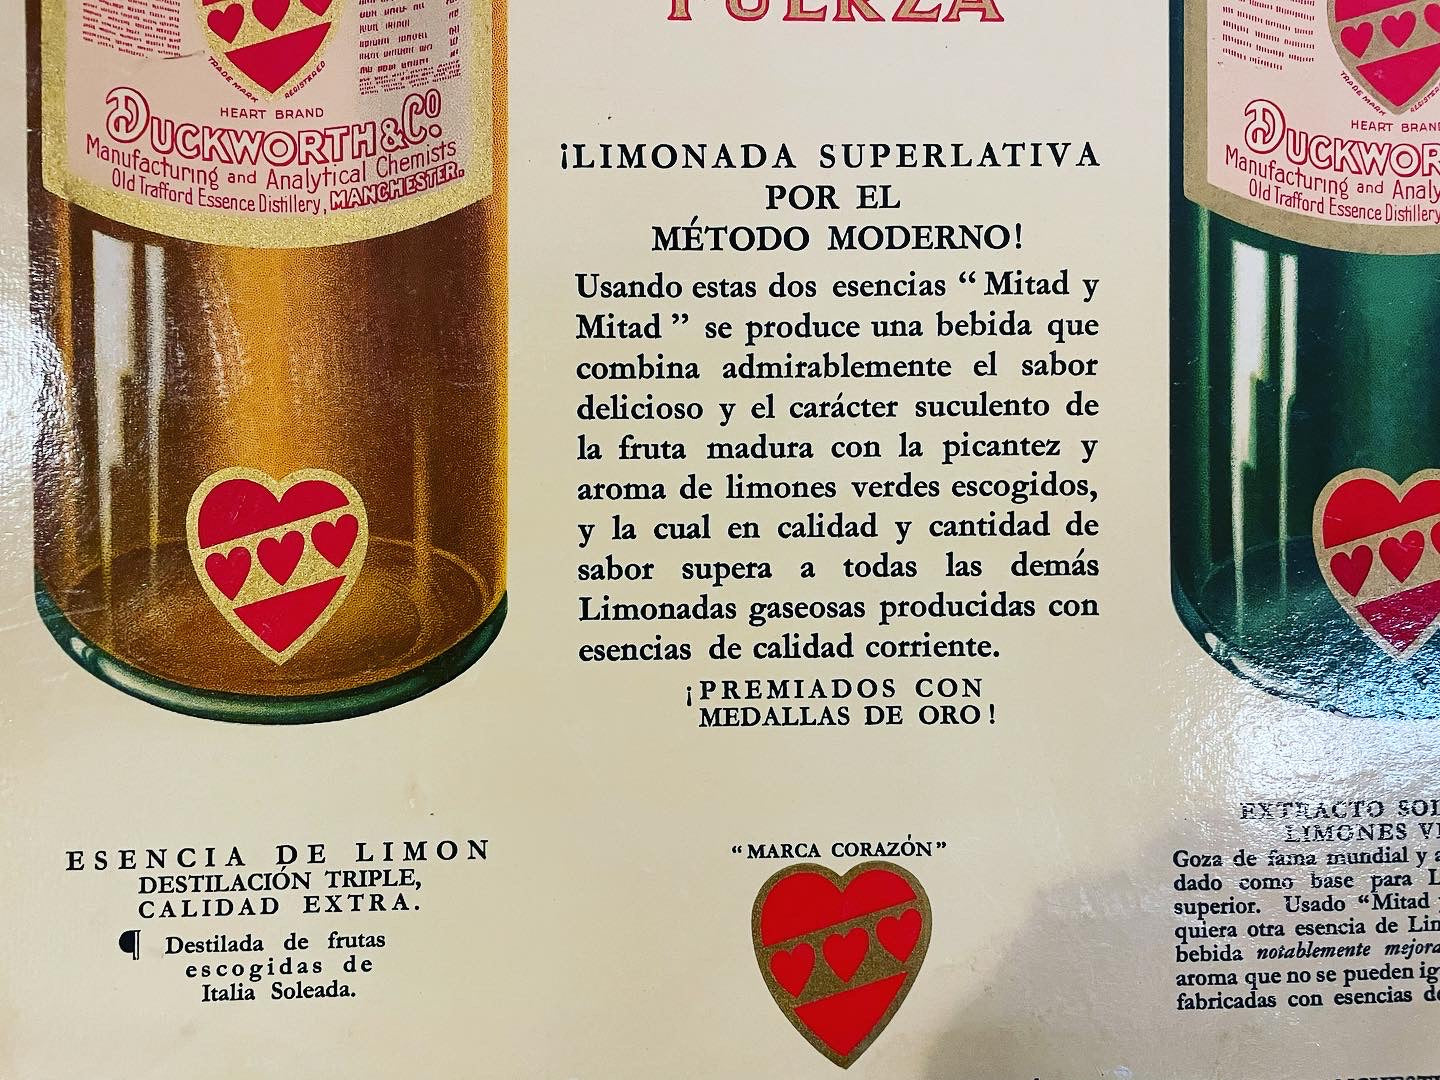 FUERZA
TRADE MARK REGISTERED
HEART BRAND
DUCKWORTH & Cº
Manufacturing and Analytical Chemists
Old Trafford Essence Distillery, MANCHESTER.
¡LIMONADA SUPERLATIVA
POR EL
MÉTODO MODERNO!
Usando estas dos esencias “ Mitad y
Mitad ” se produce una bebida que
combina admirablemente el sabor
delicioso y el carácter suculento de
la fruta madura con la picantez y
aroma de limones verdes escogidos,
y la cual en calidad y cantidad de
sabor supera a todas las demás
Limonadas gaseosas producidas con
esencias de calidad corriente.
¡PREMIADOS CON
MEDALLAS DE ORO!
TRADE MARK
HEART BRAND
Manufacturing and
Old Trafford Essence Distillery
ESENCIA DE LIMON
DESTILACIÓN TRIPLE,
CALIDAD EXTRA.
¶ Destilada de frutas
escogidas de
Italia Soleada.
“MARCA CORAZÓN”
EXTRACTO
LIMONES
Goza de fama mundial y
dado como base para
superior. Usado “Mitad
quiera otra esencia de
bebida notablemente
aroma que no se pueden
fabricadas con esencias